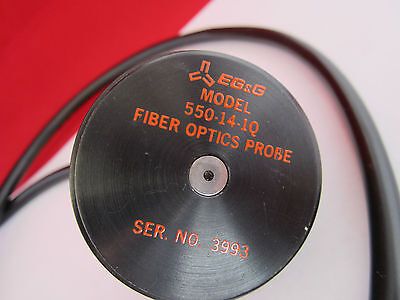 EG&G
MODEL
550-14-1Q
FIBER OPTICS PROBE
SER. NO. 3993